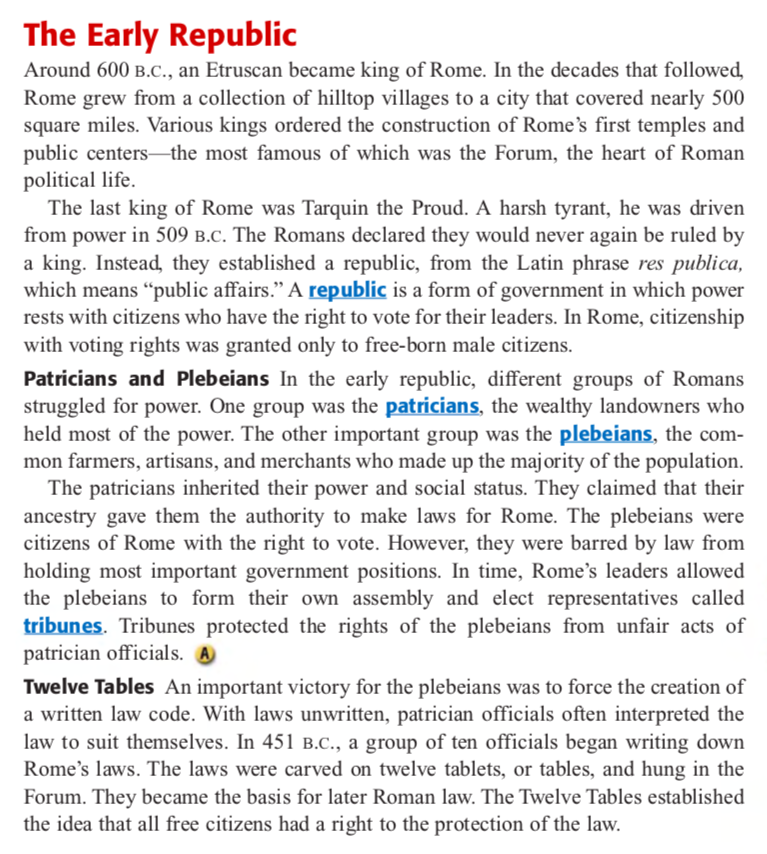 The Early Republic
Around 600 B.C., an Etruscan became king of Rome. In the decades that followed,
Rome grew from a collection of hilltop villages to a city that covered nearly 500
square miles. Various kings ordered the construction of Rome’s first temples and
public centers—the most famous of which was the Forum, the heart of Roman
political life.
The last king of Rome was Tarquin the Proud. A harsh tyrant, he was driven
from power in 509 B.C. The Romans declared they would never again be ruled by
a king. Instead, they established a republic, from the Latin phrase res publica,
which means “public affairs.” A republic is a form of government in which power
rests with citizens who have the right to vote for their leaders. In Rome, citizenship
with voting rights was granted only to free-born male citizens.
Patricians and Plebeians In the early republic, different groups of Romans
struggled for power. One group was the patricians, the wealthy landowners who
held most of the power. The other important group was the plebeians, the com-
mon farmers, artisans, and merchants who made up the majority of the population.
The patricians inherited their power and social status. They claimed that their
ancestry gave them the authority to make laws for Rome. The plebeians were
citizens of Rome with the right to vote. However, they were barred by law from
holding most important government positions. In time, Rome’s leaders allowed
the plebeians to form their own assembly and elect representatives called
tribunes. Tribunes protected the rights of the plebeians from unfair acts of
patrician officials. A
Twelve Tables An important victory for the plebeians was to force the creation of
a written law code. With laws unwritten, patrician officials often interpreted the
law to suit themselves. In 451 B.C., a group of ten officials began writing down
Rome’s laws. The laws were carved on twelve tablets, or tables, and hung in the
Forum. They became the basis for later Roman law. The Twelve Tables established
the idea that all free citizens had a right to the protection of the law.